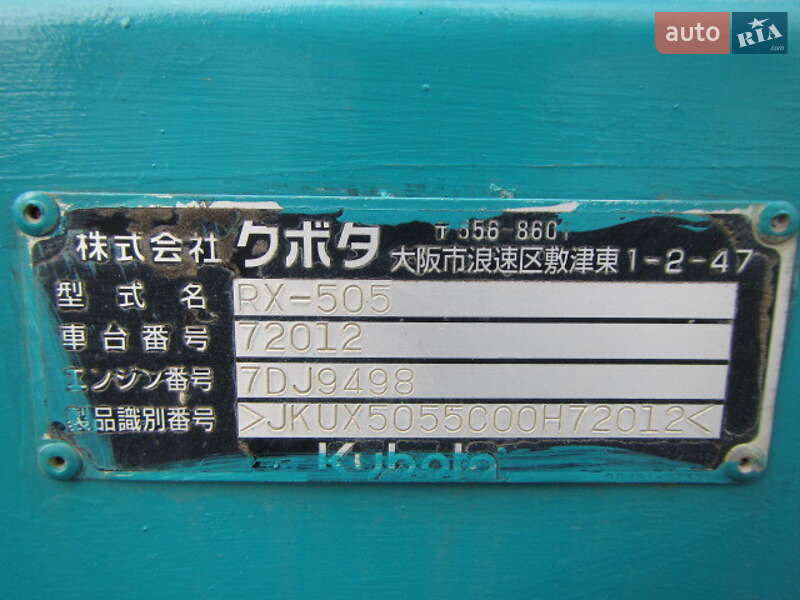 auto RIA.com
株式会社 クボタ 〒556-8601
大阪市浪速区敷津東1-2-47
型式名 RX-505
車台番号 72012
エンジン番号 7DJ9498
製品識別番号 >JKUX5055C00H72012<
Kubota